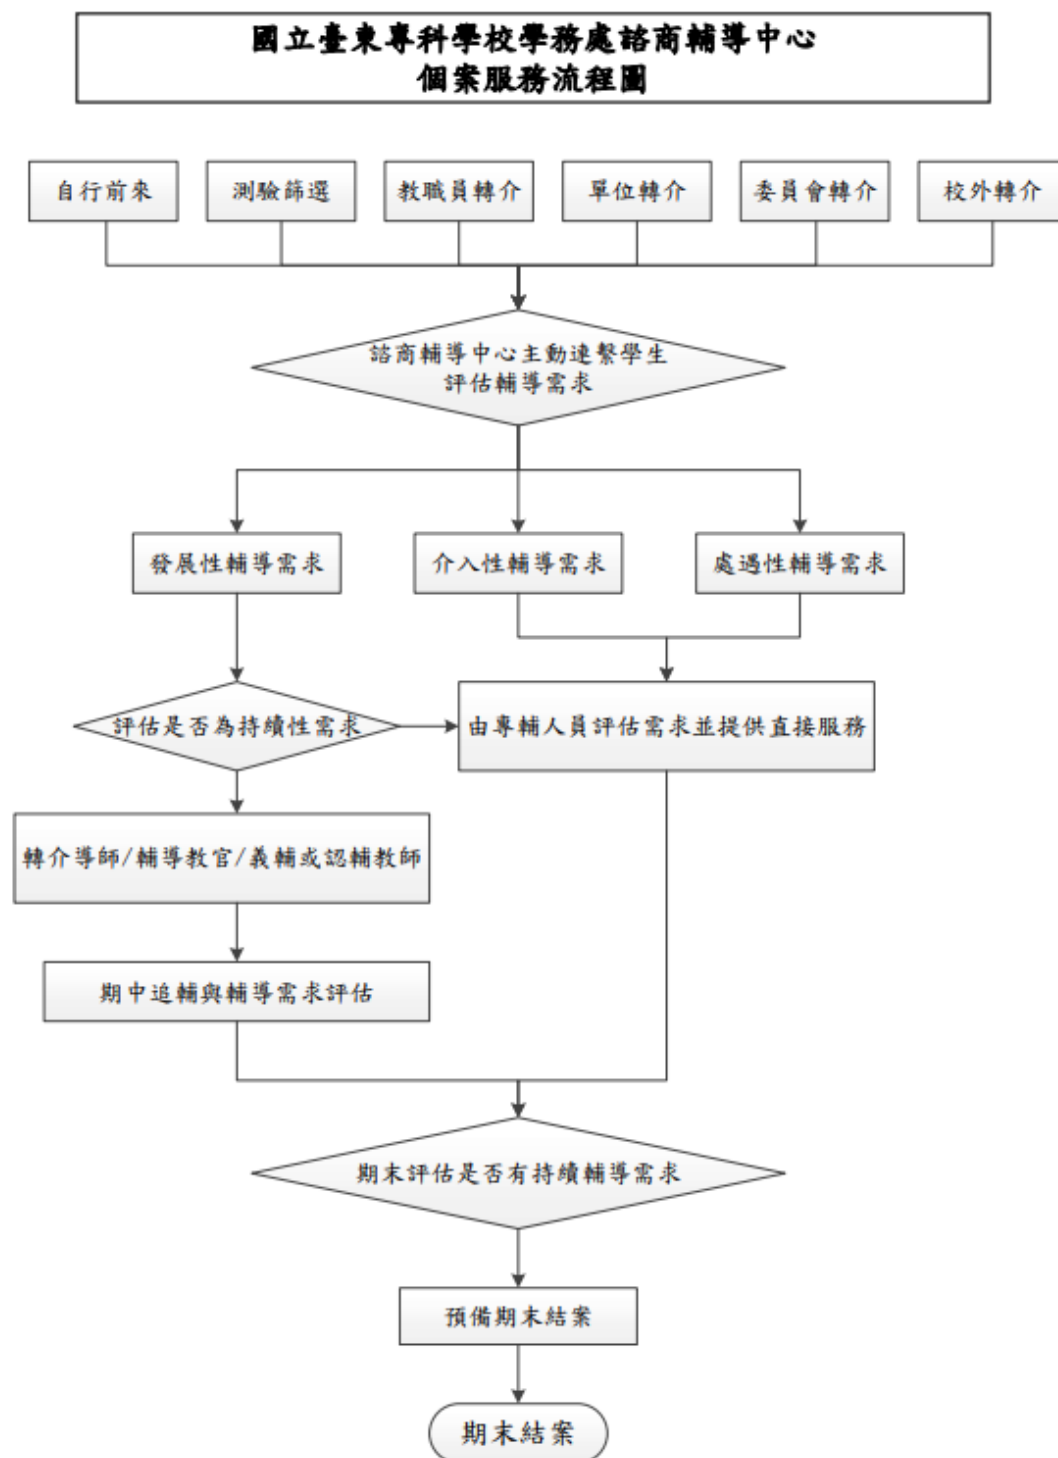 國立臺東專科學校學務處諮商輔導中心
個案服務流程圖
自行前來
測驗篩選
教職員轉介
單位轉介
委員會轉介
校外轉介
諮商輔導中心主動連繫學生
評估輔導需求
發展性輔導需求
介入性輔導需求
處遇性輔導需求
評估是否為持續性需求
由專輔人員評估需求並提供直接服務
轉介導師/輔導教官/義輔或認輔教師
期中追輔與輔導需求評估
期末評估是否有持續輔導需求
預備期末結案
期末結案